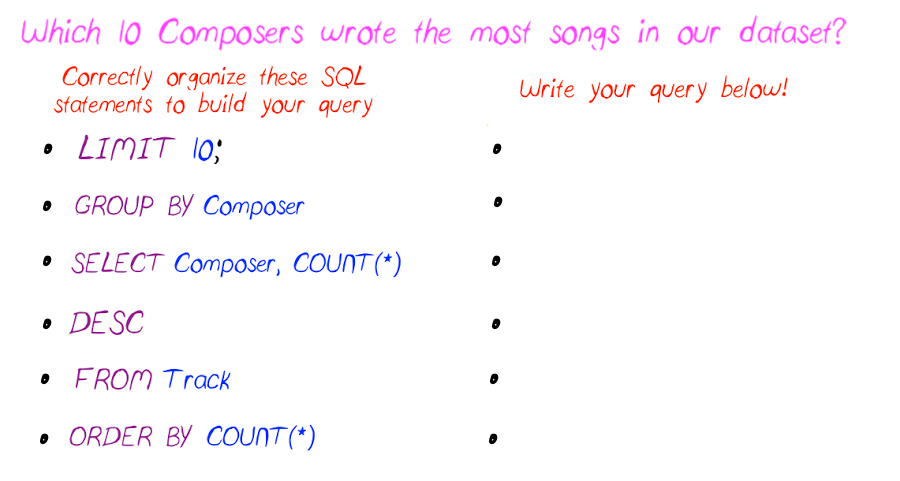 Which 10 Composers wrote the most songs in our dataset?
Correctly organize these SQL
statements to build your query
• LIMIT 10;
• GROUP BY Composer
• SELECT Composer, COUNT(*)
• DESC
• FROM Track
• ORDER BY COUNT(*)
Write your query below!
•
•
•
•
•
•